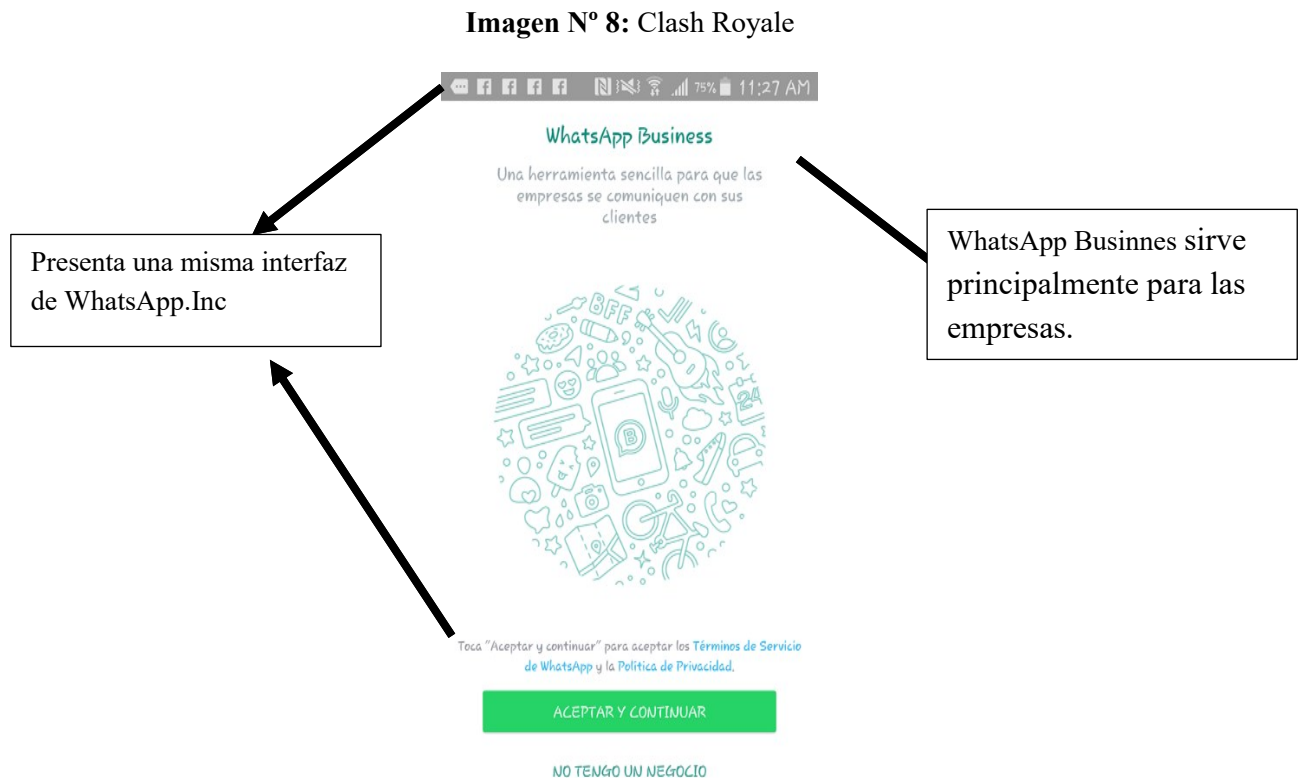 Imagen Nº 8: Clash Royale
75% 11:27 AM
WhatsApp Business
Una herramienta sencilla para que las
empresas se comuniquen con sus
clientes
Presenta una misma interfaz
de WhatsApp.Inc
WhatsApp Businnes sirve
principalmente para las
empresas.
BFF
24
B
Toca "Aceptar y continuar" para aceptar los Términos de Servicio
de WhatsApp y la Política de Privacidad.
ACEPTAR Y CONTINUAR
NO TENGO UN NEGOCIO